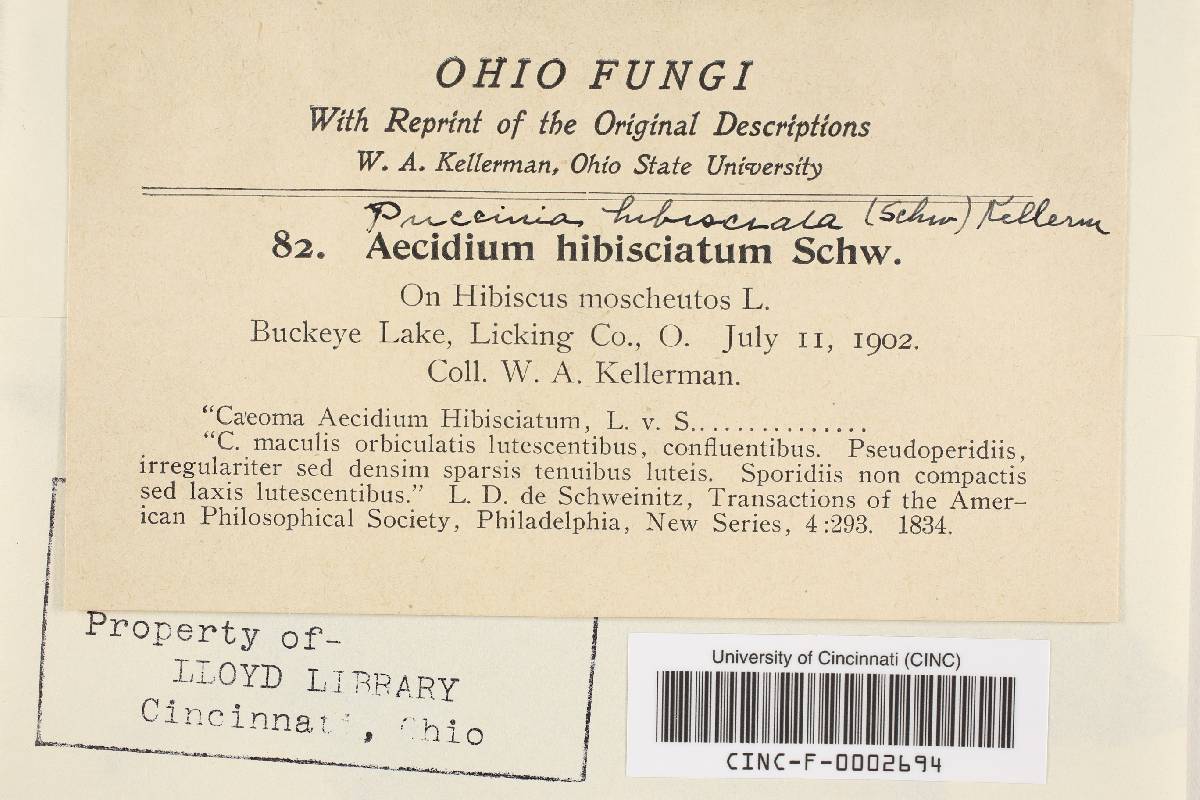 OHIO FUNGI
With Reprint of the Original Descriptions
W. A. Kellerman, Ohio State University
Puccinia hibisciata (Schw) Kellerm
82. Aecidium hibisciatum Schw.
On Hibiscus moscheutos L.
Buckeye Lake, Licking Co., O. July 11, 1902.
Coll. W. A. Kellerman.
"Caeoma Aecidium Hibisciatum, L. v. S................
"C. maculis orbiculatis lutescentibus, confluentibus. Pseudoperidiis,
irregulariter sed densim sparsis tenuibus luteis. Sporidiis non compactis
sed laxis lutescentibus." L. D. de Schweinitz, Transactions of the Amer-
ican Philosophical Society, Philadelphia, New Series, 4:293. 1834.
Property of-
LLOYD LIBRARY
Cincinnati, Ohio
University of Cincinnati (CINC)
CINC-F-0002694